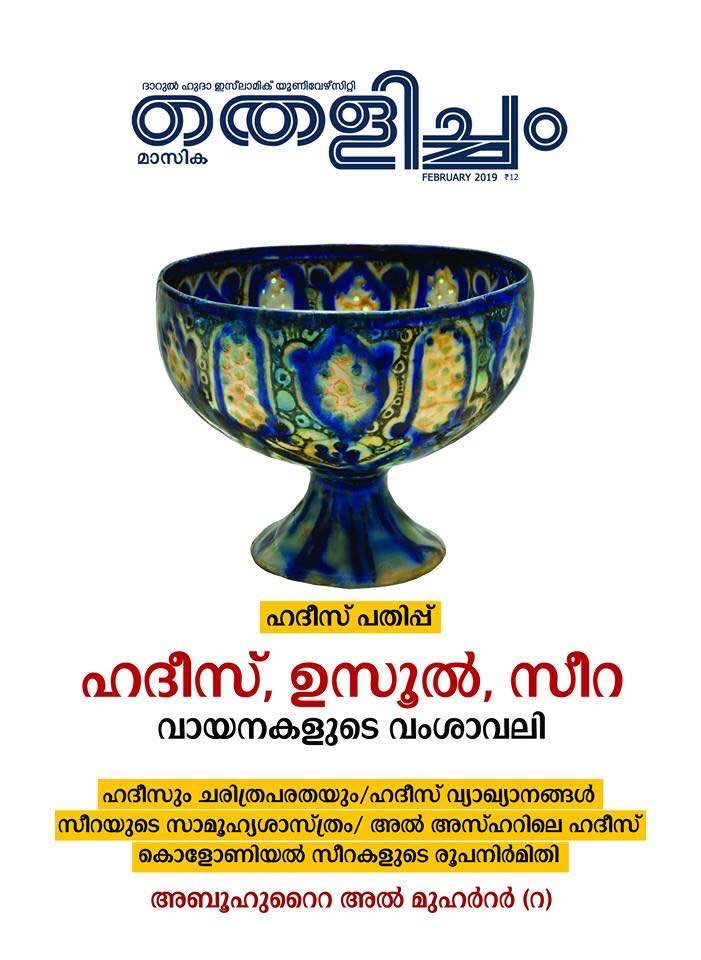 ദാറുൽ ഹുദാ ഇസ്‌ലാമിക് യൂണിവേഴ്‌സിറ്റി
തെളിച്ചം
മാസിക
FEBRUARY 2019 ₹12
ഹദീസ് പതിപ്പ്
ഹദീസ്, ഉസൂൽ, സീറ
വായനകളുടെ വംശാവലി
ഹദീസും ചരിത്രപരതയും/ഹദീസ് വ്യാഖ്യാനങ്ങൾ
സീറയുടെ സാമൂഹ്യശാസ്ത്രം/ അൽ അസ്ഹറിലെ ഹദീസ്
കൊളോണിയൽ സീറകളുടെ രൂപനിർമിതി
അബൂഹുറൈറ അൽ മുഹർറർ (റ)